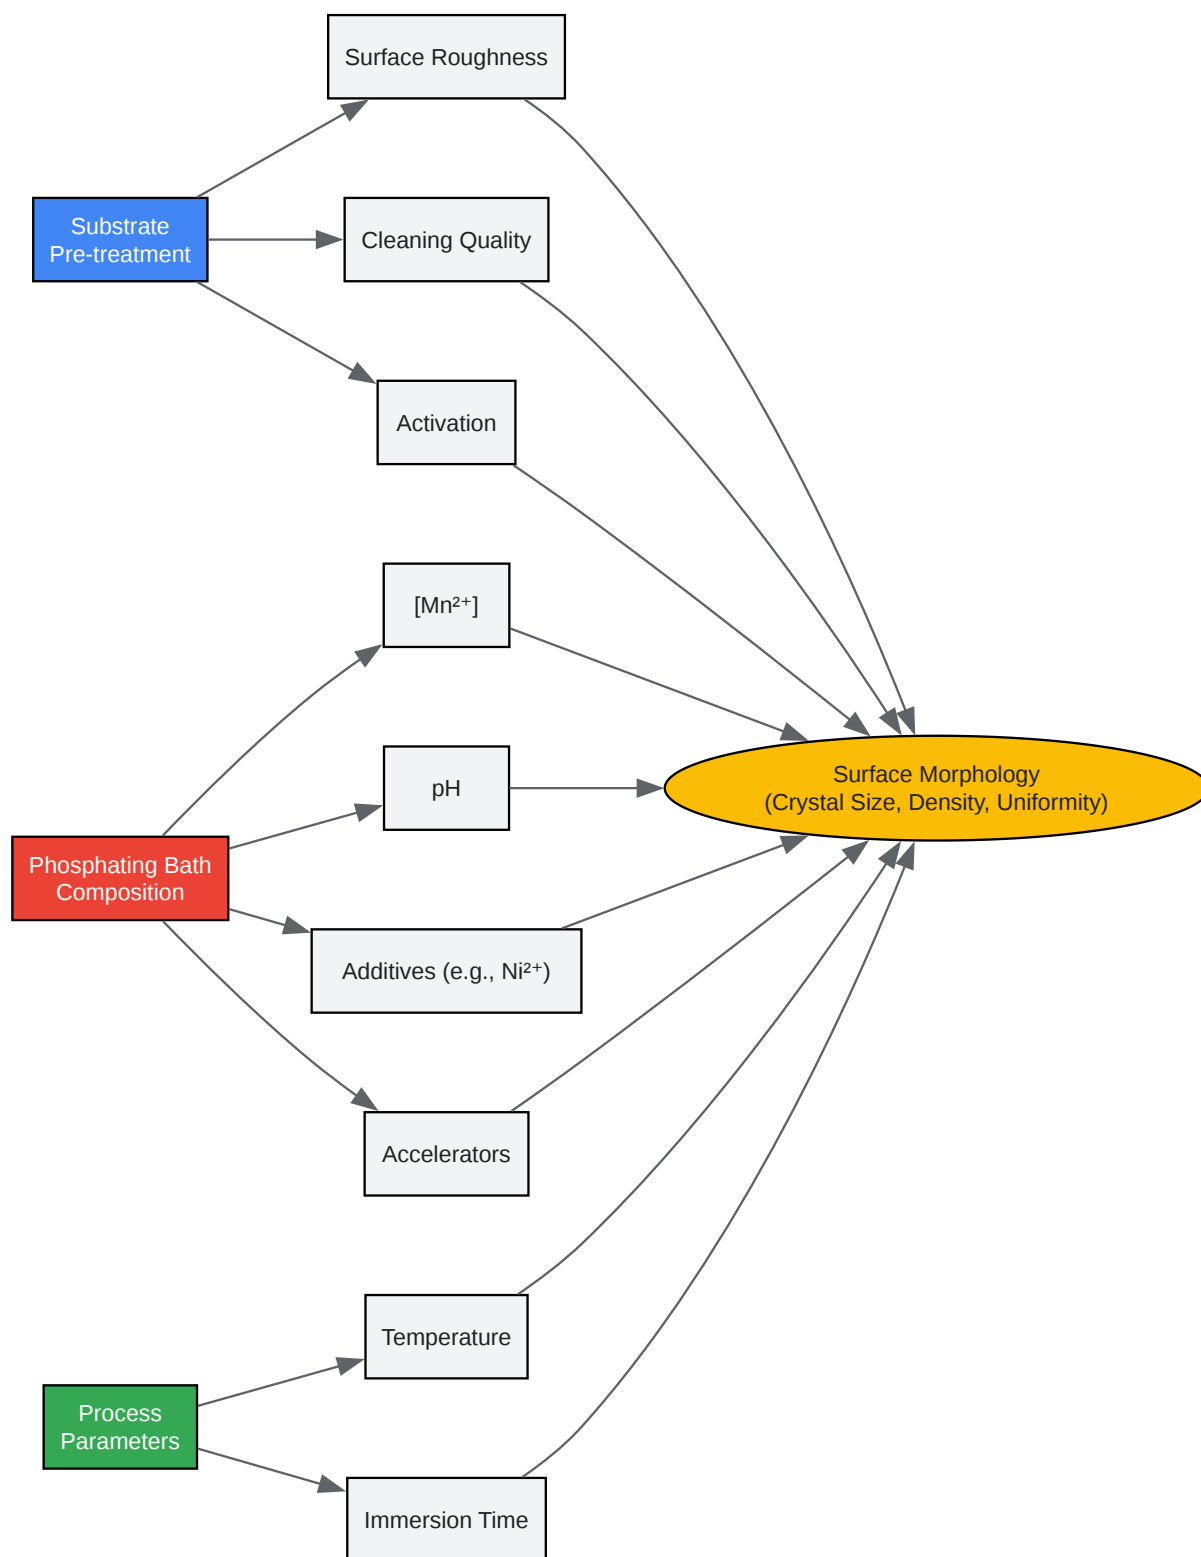 Surface Roughness
Substrate
Pre-treatment
Cleaning Quality
Activation
[Mn²⁺]
pH
Surface Morphology
(Crystal Size, Density, Uniformity)
Phosphating Bath
Composition
Additives (e.g., Ni²⁺)
Accelerators
Temperature
Process
Parameters
Immersion Time